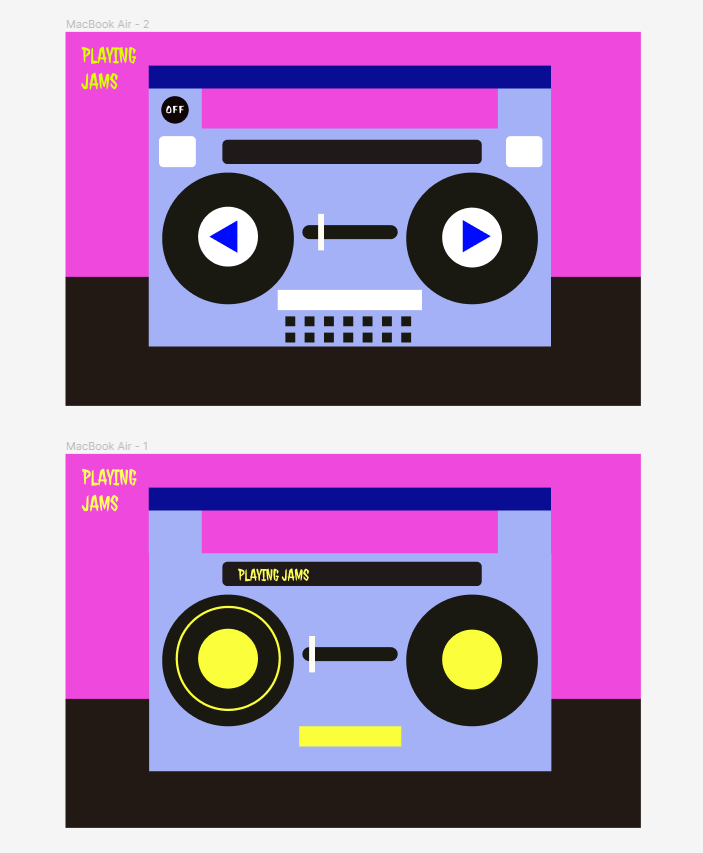 MacBook Air - 2
PLAYING
JAMS
OFF
MacBook Air - 1
PLAYING
JAMS
PLAYING JAMS